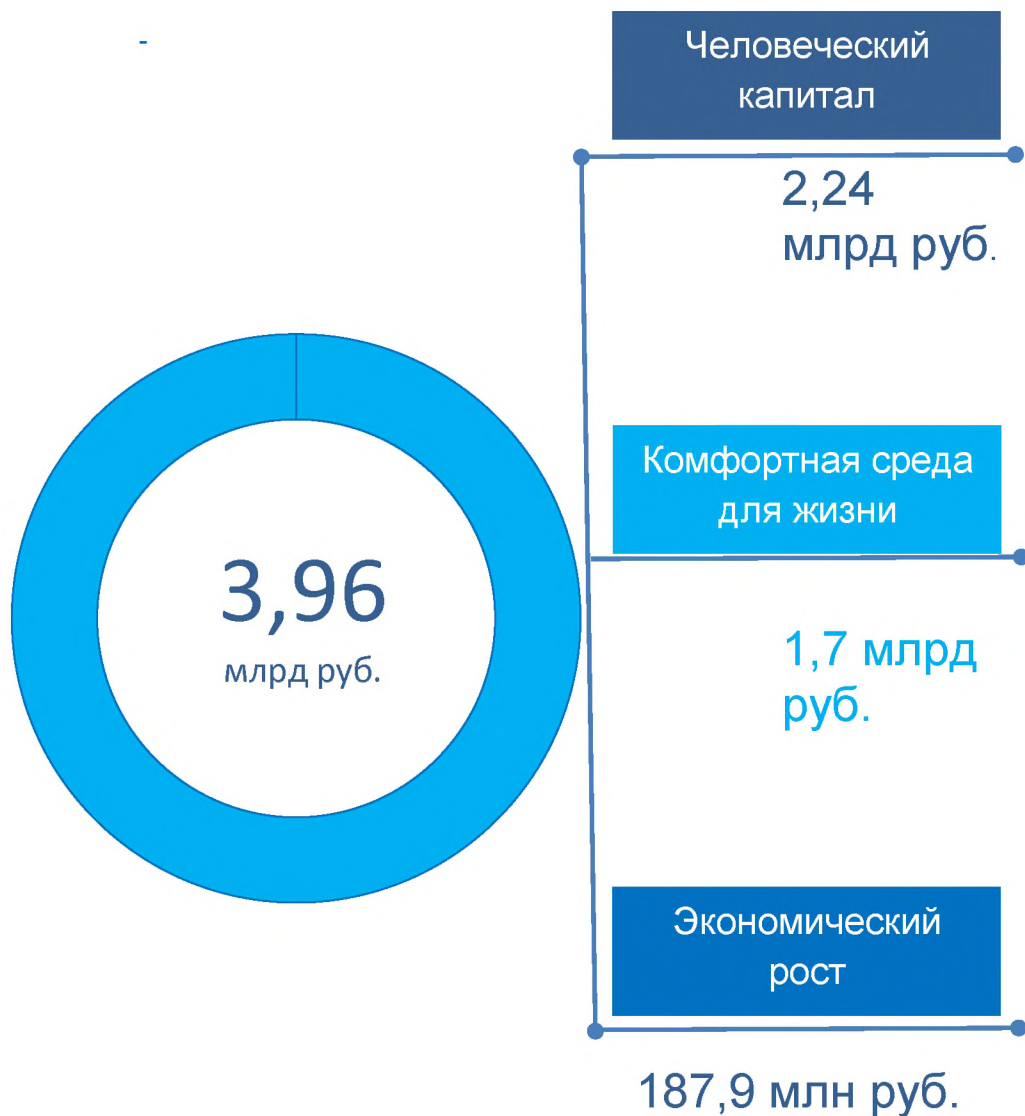 Человеческий
капитал
2,24
млрд руб.
Комфортная среда
для жизни
3,96
млрд руб.
1,7 млрд
руб.
Экономический
рост
187,9 млн руб.